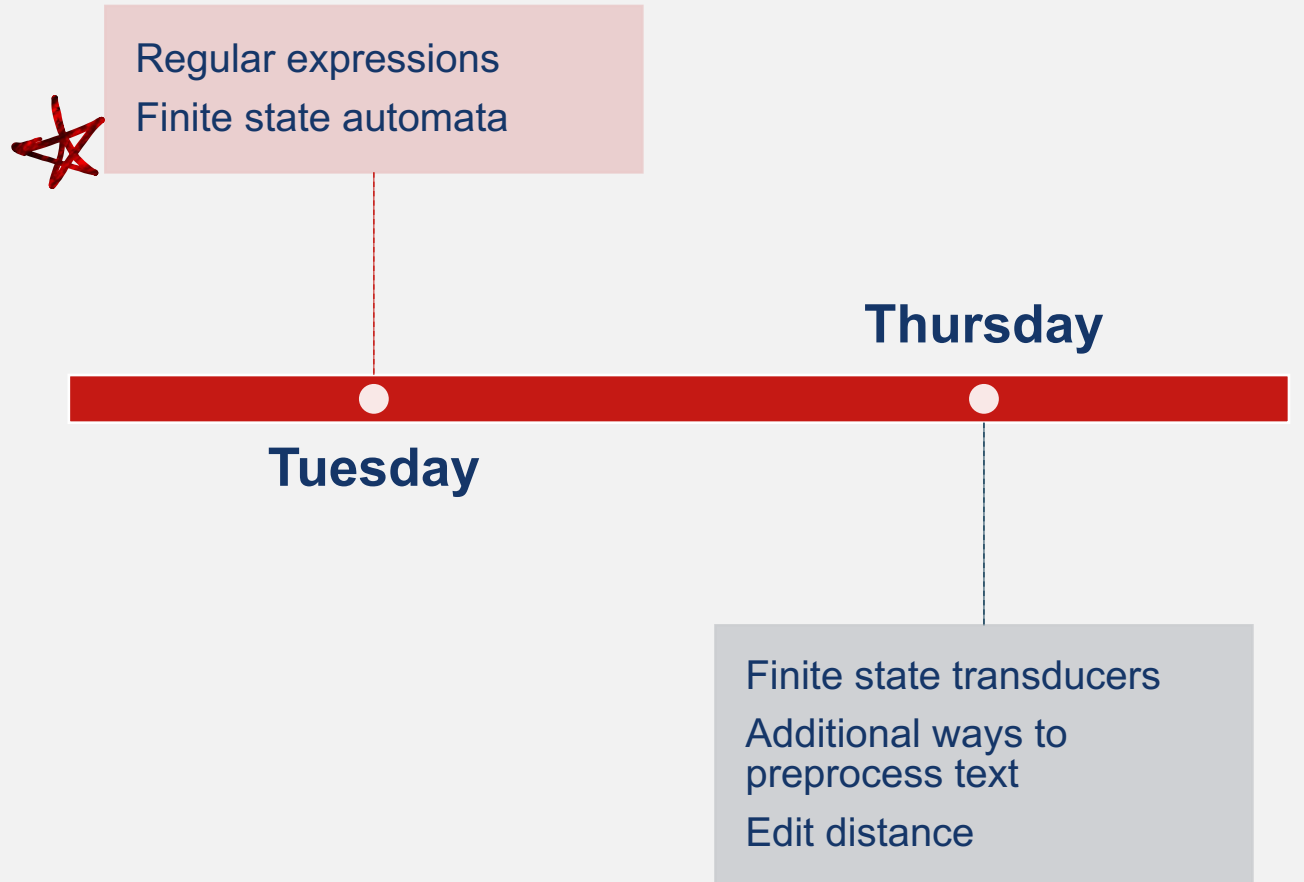 Regular expressions
Finite state automata
Thursday
Tuesday
Finite state transducers
Additional ways to
preprocess text
Edit distance